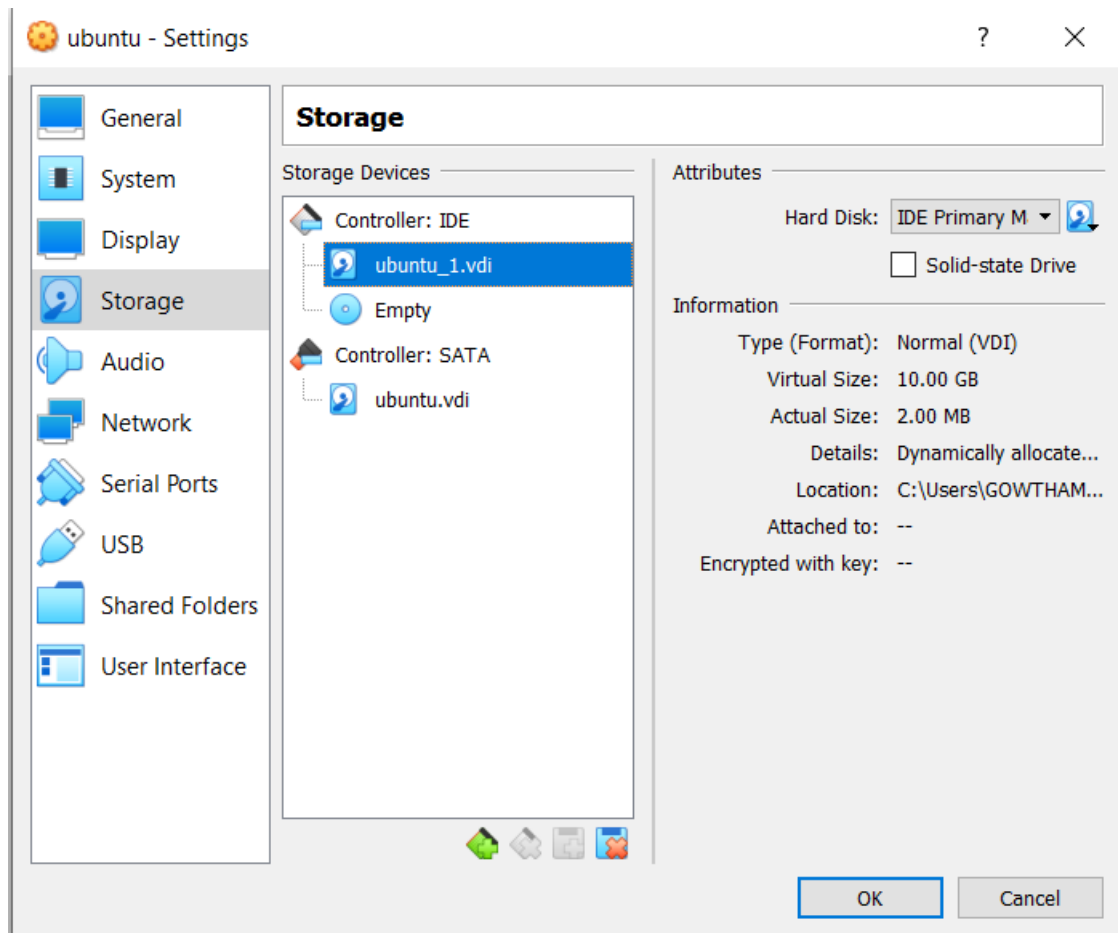 ubuntu - Settings
?
General
System
Display
Storage
Audio
Network
Serial Ports
USB
Shared Folders
User Interface
Storage
Storage Devices
Controller: IDE
ubuntu_1.vdi
Empty
Controller: SATA
ubuntu.vdi
Attributes
Hard Disk: IDE Primary M
Solid-state Drive
Information
Type (Format): Normal (VDI)
Virtual Size: 10.00 GB
Actual Size: 2.00 MB
Details: Dynamically allocate...
Location: C:\Users\GOWTHAM...
Attached to: --
Encrypted with key: --
OK Cancel